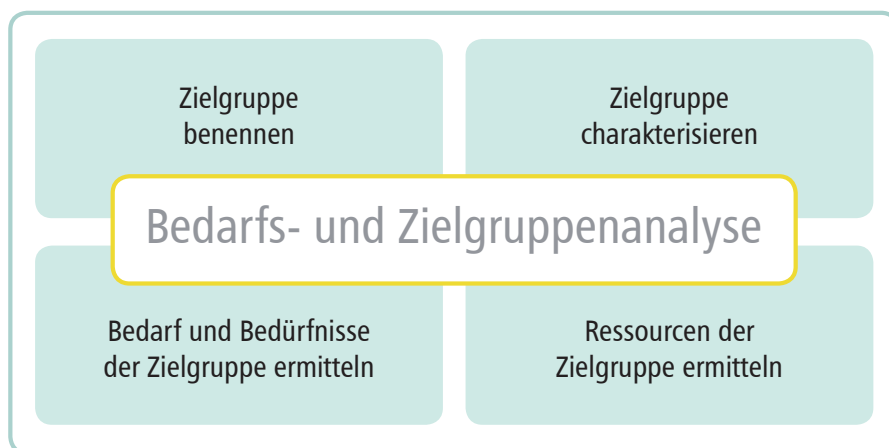 Zielgruppe
benennen
Zielgruppe
charakterisieren
Bedarfs- und Zielgruppenanalyse
Bedarf und Bedürfnisse
der Zielgruppe ermitteln
Ressourcen der
Zielgruppe ermitteln